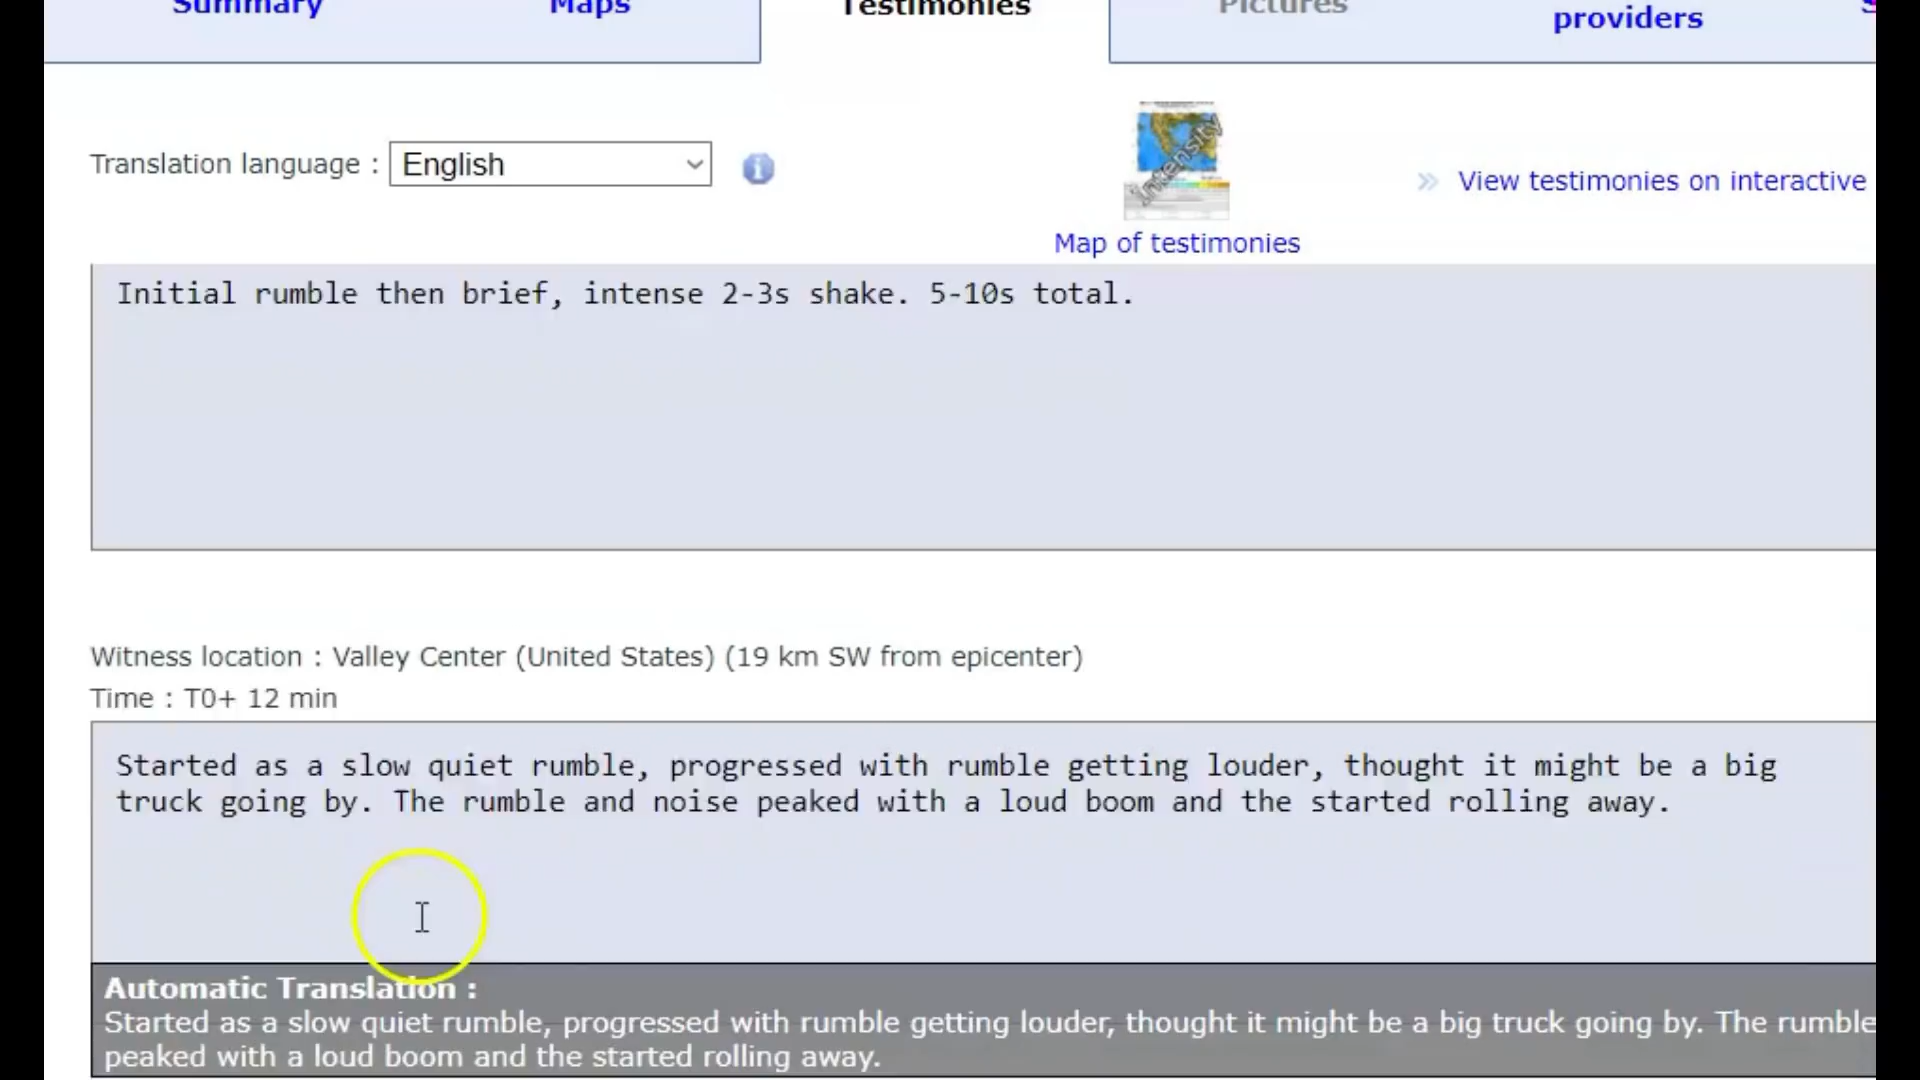 Summary
Maps
Testimonies
Pictures
providers
Translation language :
English
intensity
View testimonies on interactive
Map of testimonies
Initial rumble then brief, intense 2-3s shake. 5-10s total.
Witness location : Valley Center (United States) (19 km SW from epicenter)
Time : T0+ 12 min
Started as a slow quiet rumble, progressed with rumble getting louder, thought it might be a big
truck going by. The rumble and noise peaked with a loud boom and the started rolling away.
Automatic Translation :
Started as a slow quiet rumble, progressed with rumble getting louder, thought it might be a big truck going by. The rumble
peaked with a loud boom and the started rolling away.